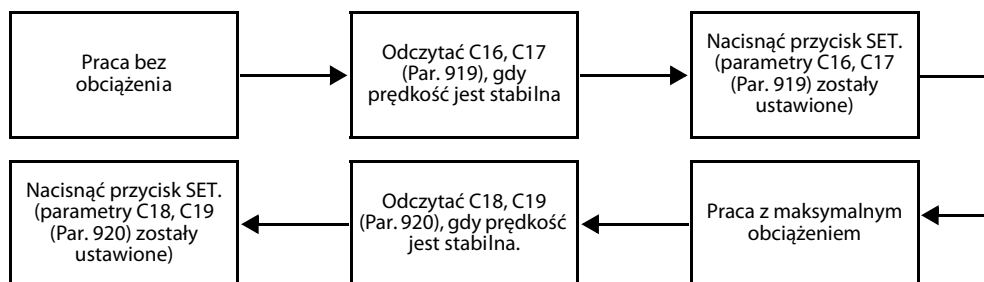 Praca bez
obciążenia
Odczytać C16, C17
(Par. 919), gdy
prędkość jest stabilna
Nacisnąć przycisk SET.
(parametry C16, C17
(Par. 919) zostały
ustawione)
Praca z maksymalnym
obciążeniem
Odczytać C18, C19
(Par. 920), gdy prędkość
jest stabilna.
Nacisnąć przycisk SET.
(parametry C18, C19
(Par. 920) zostały
ustawione)